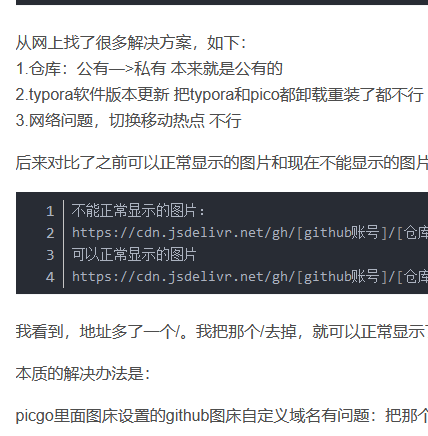 从网上找了很多解决方案，如下：
1.仓库：公有—>私有 本来就是公有的
2.typora软件版本更新 把typora和pico都卸载重装了都不行
3.网络问题，切换移动热点 不行
后来对比了之前可以正常显示的图片和现在不能显示的图片
1 不能正常显示的图片：
2 https://cdn.jsdelivr.net/gh/[github账号]/[仓库
3 可以正常显示的图片
4 https://cdn.jsdelivr.net/gh/[github账号]/[仓库
我看到，地址多了一个/。我把那个/去掉，就可以正常显示
本质的解决办法是：
picgo里面图床设置的github图床自定义域名有问题：把那个